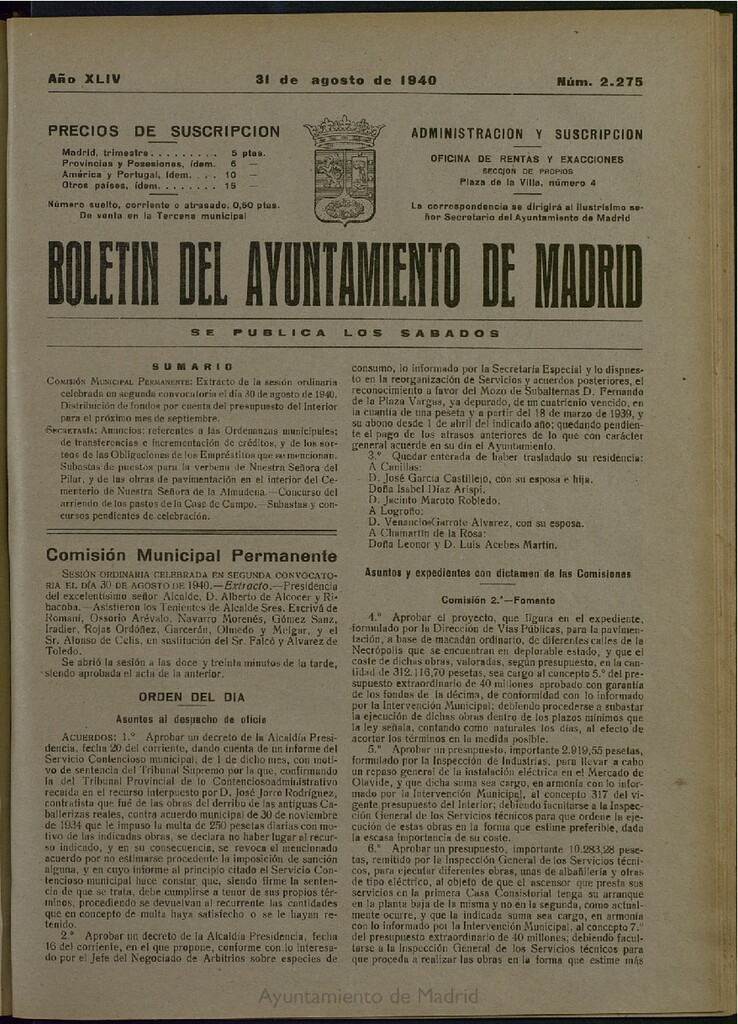 Año XLIV
31 de agosto de 1940
Núm. 2.275
PRECIOS DE SUSCRIPCION
Madrid, trimestre . . . . . . . . . 5 ptas.
Provincias y Posesiones, ídem. 6 —
América y Portugal, ídem. . . . 10 —
Otros países, ídem. . . . . . . . 15 —
Número suelto, corriente o atrasado, 0,50 ptas.
De venta en la Tercena municipal
ADMINISTRACION Y SUSCRIPCION
OFICINA DE RENTAS Y EXACCIONES
SECCIÓN DE PROPIOS
Plaza de la Villa, número 4
La correspondencia se dirigirá al ilustrísimo se-
ñor Secretario del Ayuntamiento de Madrid
BOLETIN DEL AYUNTAMIENTO DE MADRID
SE PUBLICA LOS SABADOS
SUMARIO
COMISIÓN MUNICIPAL PERMANENTE: Extracto de la sesión ordinaria
celebrada en segunda convocatoria el día 30 de agosto de 1940.
Distribución de fondos por cuenta del presupuesto del Interior
para el próximo mes de septiembre.
SECRETARÍA: Anuncios: referentes a las Ordenanzas municipales;
de transferencias e incrementación de créditos, y de los sor-
teos de las Obligaciones de los Empréstitos que se mencionan.
Subastas de puestos para la verbena de Nuestra Señora del
Pilar, y de las obras de pavimentación en el interior del Ce-
menterio de Nuestra Señora de la Almudena.—Concurso del
arriendo de los pastos de la Casa de Campo.—Subastas y con-
cursos pendientes de celebración.
Comisión Municipal Permanente
SESIÓN ORDINARIA CELEBRADA EN SEGUNDA CONVOCATO-
RIA EL DÍA 30 DE AGOSTO DE 1940.—Extracto.—Presidencia
del excelentísimo señor Alcalde, D. Alberto de Alcocer y Ri-
bacoba.—Asistieron los Tenientes de Alcalde Sres. Escrivá de
Romaní, Ossorio Arévalo, Navarro Morenés, Gómez Sanz,
Iradier, Rojas Ordóñez, Garcerán, Olmedo y Melgar, y el
Sr. Alonso de Celis, en sustitución del Sr. Falcó y Alvarez de
Toledo.
Se abrió la sesión a las doce y treinta minutos de la tarde,
siendo aprobada el acta de la anterior.
ORDEN DEL DIA
Asuntos al despacho de oficio
ACUERDOS: 1.º Aprobar un decreto de la Alcaldía Presi-
dencia, fecha 20 del corriente, dando cuenta de un informe del
Servicio Contencioso municipal, de 1 de dicho mes, con moti-
vo de sentencia del Tribunal Supremo por la que, confirmando
la del Tribunal Provincial de lo Contenciosoadministrativo
recaída en el recurso interpuesto por D. José Jorro Rodríguez,
contratista que fué de las obras del derribo de las antiguas Ca-
ballerizas reales, contra acuerdo municipal de 30 de noviembre
de 1934 que le impuso la multa de 250 pesetas diarias con moti-
vo de las indicadas obras, se declara no haber lugar al recur-
so indicado, y en su consecuencia, se revoca el mencionado
acuerdo por no estimarse procedente la imposición de sanción
alguna, y en cuyo informe al principio citado el Servicio Con-
tencioso municipal hace constar que, siendo firme la senten-
cia de que se trata, debe cumplirse a tenor de sus propios tér-
minos, procediendo se devuelvan al recurrente las cantidades
que en concepto de multa haya satisfecho o se le hayan re-
tenido.
2.º Aprobar un decreto de la Alcaldía Presidencia, fecha
16 del corriente, en el que propone, conforme con lo interesa-
do por el Jefe del Negociado de Arbitrios sobre especies de
consumo, lo informado por la Secretaría Especial y lo dispues-
to en la reorganización de Servicios y acuerdos posteriores, el
reconocimiento a favor del Mozo de Subalternas D. Fernando
de la Plaza Vargas, ya depurado, de un cuatrienio vencido, en
la cuantía de una peseta y a partir del 18 de marzo de 1939, y
su abono desde 1 de abril del indicado año; quedando pendien-
te el pago de los atrasos anteriores de lo que con carácter
general acuerde en su día el Ayuntamiento.
3.º Quedar enterada de haber trasladado su residencia:
A Canillas:
D. José García Castillejo, con su esposa e hija.
Doña Isabel Díaz Arispi.
D. Jacinto Maroto Robledo.
A Logroño:
D. Venancio Garrote Alvarez, con su esposa.
A Chamartín de la Rosa:
Doña Leonor y D. Luis Acebes Martín.
Asuntos y expedientes con dictamen de las Comisiones
Comisión 2.ª—Fomento
4.º Aprobar el proyecto, que figura en el expediente,
formulado por la Dirección de Vías Públicas, para la pavimen-
tación, a base de macadán ordinario, de diferentes calles de la
Necrópolis que se encuentran en deplorable estado, y que el
coste de dichas obras, valoradas, según presupuesto, en la can-
tidad de 312.116,70 pesetas, sea cargo al concepto 5.º del pre-
supuesto extraordinario de 40 millones aprobado con garantía
de los fondos de la décima, de conformidad con lo informado
por la Intervención Municipal; debiendo procederse a subastar
la ejecución de dichas obras dentro de los plazos mínimos que
la ley señala, contando como naturales los días, al efecto de
acortar los términos en la medida posible.
5.º Aprobar un presupuesto, importante 2.919,55 pesetas,
formulado por la Inspección de Industrias, para llevar a cabo
un repaso general de la instalación eléctrica en el Mercado de
Olavide, y que dicha suma sea cargo, en armonía con lo infor-
mado por la Intervención Municipal, al concepto 317 del vi-
gente presupuesto del Interior; debiendo facultarse a la Inspec-
ción General de los Servicios técnicos para que ordene la eje-
cución de estas obras en la forma que estime preferible, dada
la escasa importancia de su coste.
6.º Aprobar un presupuesto, importante 10.283,28 pese-
tas, remitido por la Inspección General de los Servicios técni-
cos, para ejecutar diferentes obras, unas de albañilería y otras
de tipo eléctrico, al objeto de que el ascensor que presta sus
servicios en la primera Casa Consistorial tenga su arranque
en la planta baja de la misma y no en la segunda, como actual-
mente ocurre, y que la indicada suma sea cargo, en armonía
con lo informado por la Intervención Municipal, al concepto 7.º
del presupuesto extraordinario de 40 millones; debiendo facul-
tarse a la Inspección General de los Servicios técnicos para
que proceda a realizar las obras en la forma que estime más
Ayuntamiento de Madrid